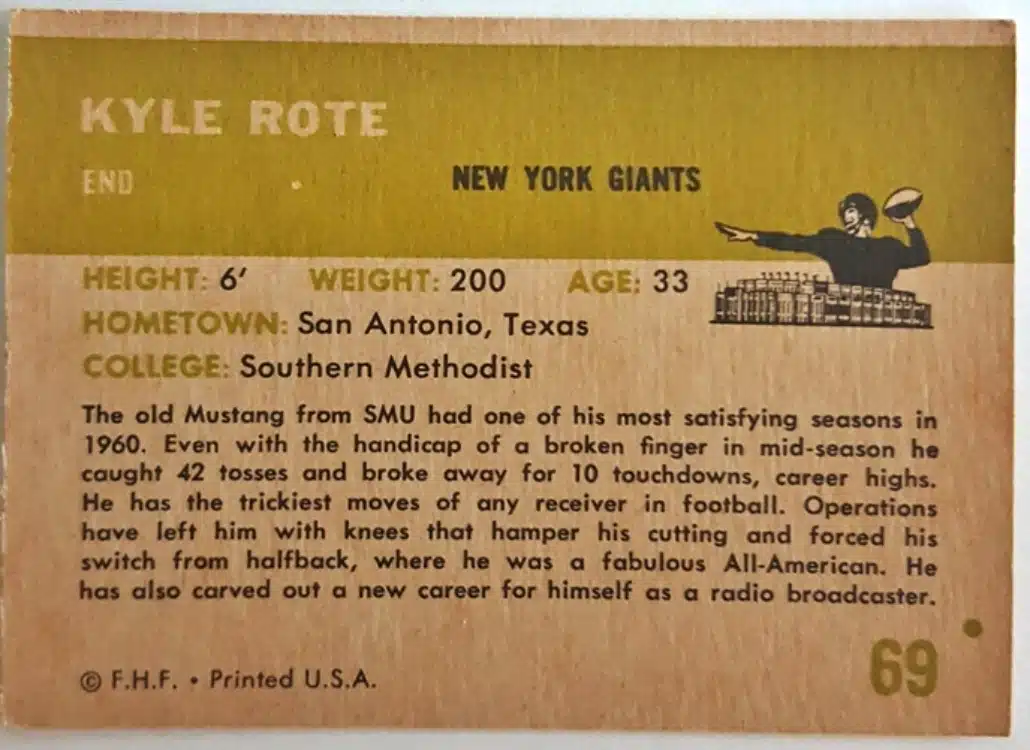 KYLE ROTE
END
NEW YORK GIANTS
HEIGHT: 6' WEIGHT: 200 AGE: 33
HOMETOWN: San Antonio, Texas
COLLEGE: Southern Methodist
The old Mustang from SMU had one of his most satisfying seasons in
1960. Even with the handicap of a broken finger in mid-season he
caught 42 tosses and broke away for 10 touchdowns, career highs.
He has the trickiest moves of any receiver in football. Operations
have left him with knees that hamper his cutting and forced his
switch from halfback, where he was a fabulous All-American. He
has also carved out a new career for himself as a radio broadcaster.
© F.H.F. • Printed U.S.A.
69